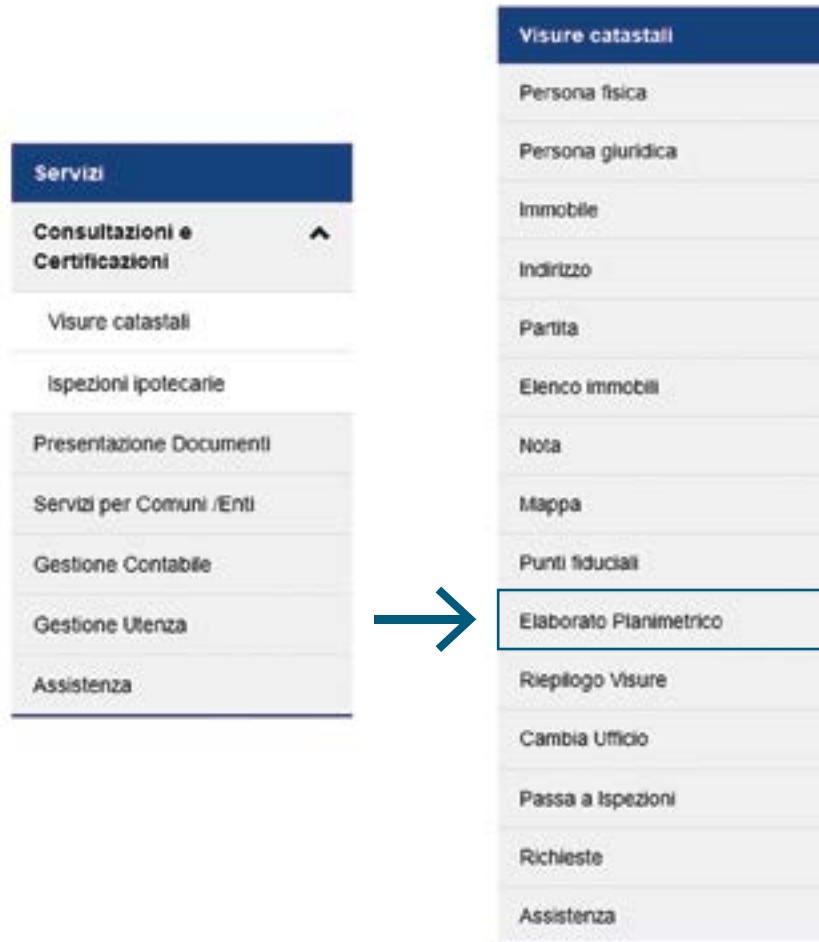 Servizi
Consultazioni e
Certificazioni
Visure catastali
Ispezioni ipotecarie
Presentazione Documenti
Servizi per Comuni /Enti
Gestione Contabile
Gestione Utenza
Assistenza
Visure catastali
Persona fisica
Persona giuridica
Immobile
Indirizzo
Partita
Elenco immobili
Nota
Mappa
Punti fiduciali
Elaborato Planimetrico
Riepilogo Visure
Cambia Ufficio
Passa a Ispezioni
Richieste
Assistenza